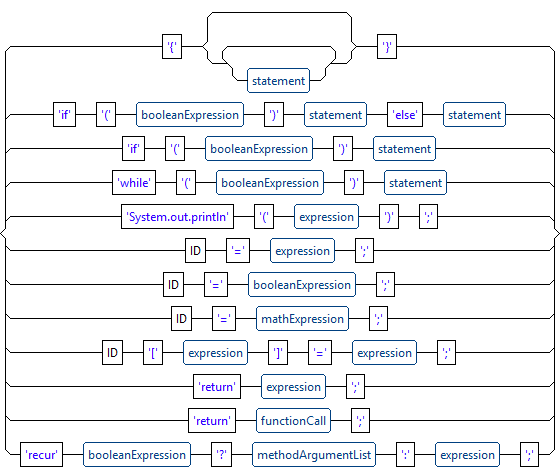 '{' '}'
statement
'if' '(' booleanExpression ')' statement 'else' statement
'if' '(' booleanExpression ')' statement
'while' '(' booleanExpression ')' statement
'System.out.println' '(' expression ')' ';'
ID '=' expression ';'
ID '=' booleanExpression ';'
ID '=' mathExpression ';'
ID '[' expression ']' '=' expression ';'
'return' expression ';'
'return' functionCall ';'
'recur' booleanExpression '?' methodArgumentList ':' expression ';'